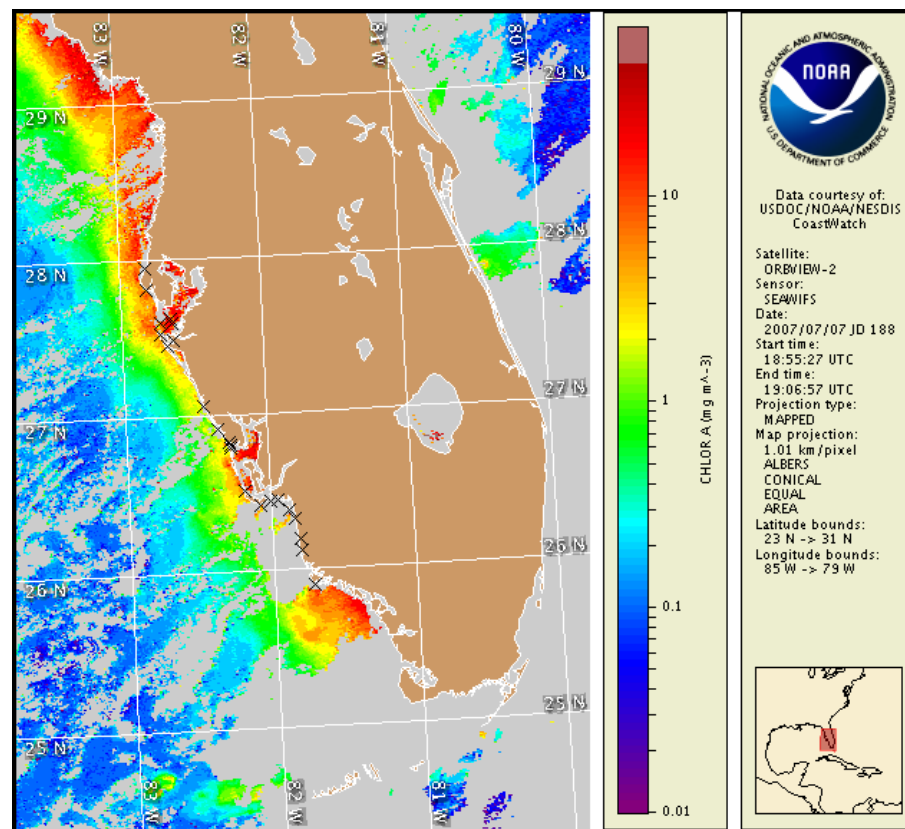 83 W
82 W
81 W
80 W
29 N
29 N
28 N
28 N
27 N
27 N
26 N
26 N
25 N
25 N
83 W
82 W
81 W
10
1
0.1
0.01
CHLOR A (mg m^-3)
NATIONAL OCEANIC AND ATMOSPHERIC ADMINISTRATION
NOAA
U.S. DEPARTMENT OF COMMERCE
Data courtesy of:
USDOC/NOAA/NESDIS
CoastWatch
Satellite:
ORBVIEW-2
Sensor:
SEAWIFS
Date:
2007/07/07 JD 188
Start time:
18:55:27 UTC
End time:
19:06:57 UTC
Projection type:
MAPPED
Map projection:
1.01 km/pixel
ALBERS
CONICAL
EQUAL
AREA
Latitude bounds:
23 N -> 31 N
Longitude bounds:
85 W -> 79 W